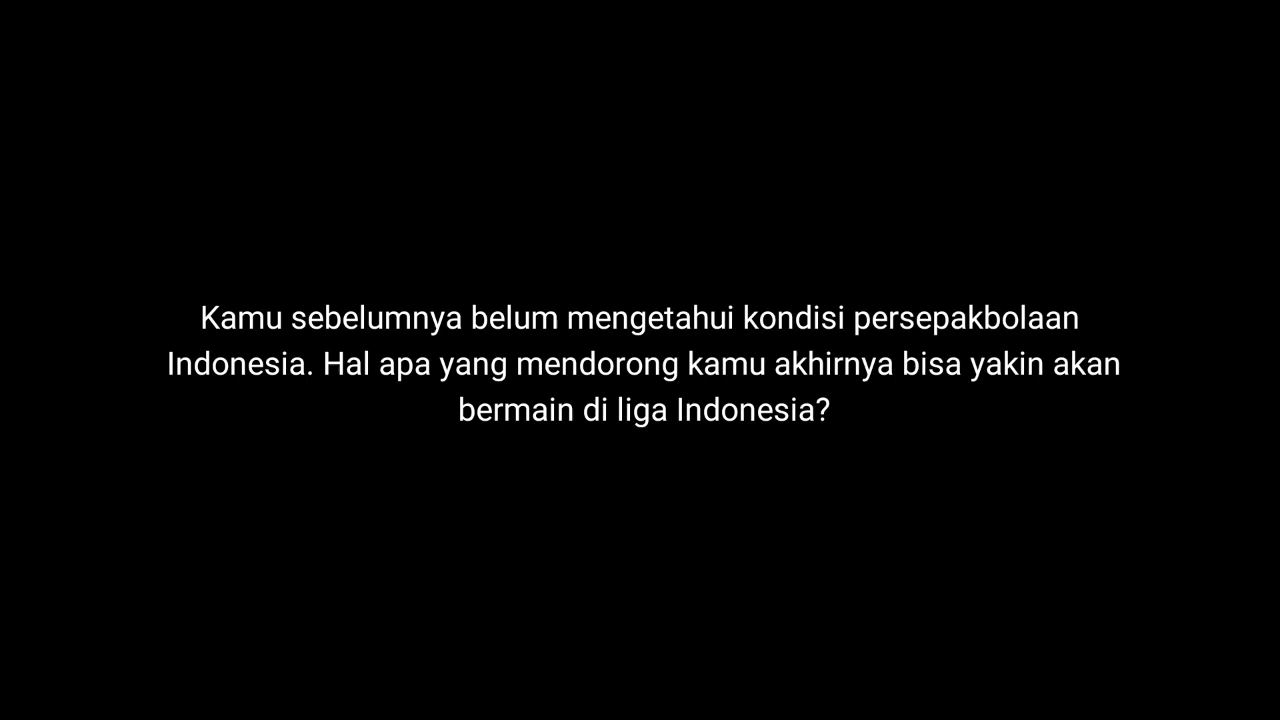 Kamu sebelumnya belum mengetahui kondisi persepakbolaan
Indonesia. Hal apa yang mendorong kamu akhirnya bisa yakin akan
bermain di liga Indonesia?